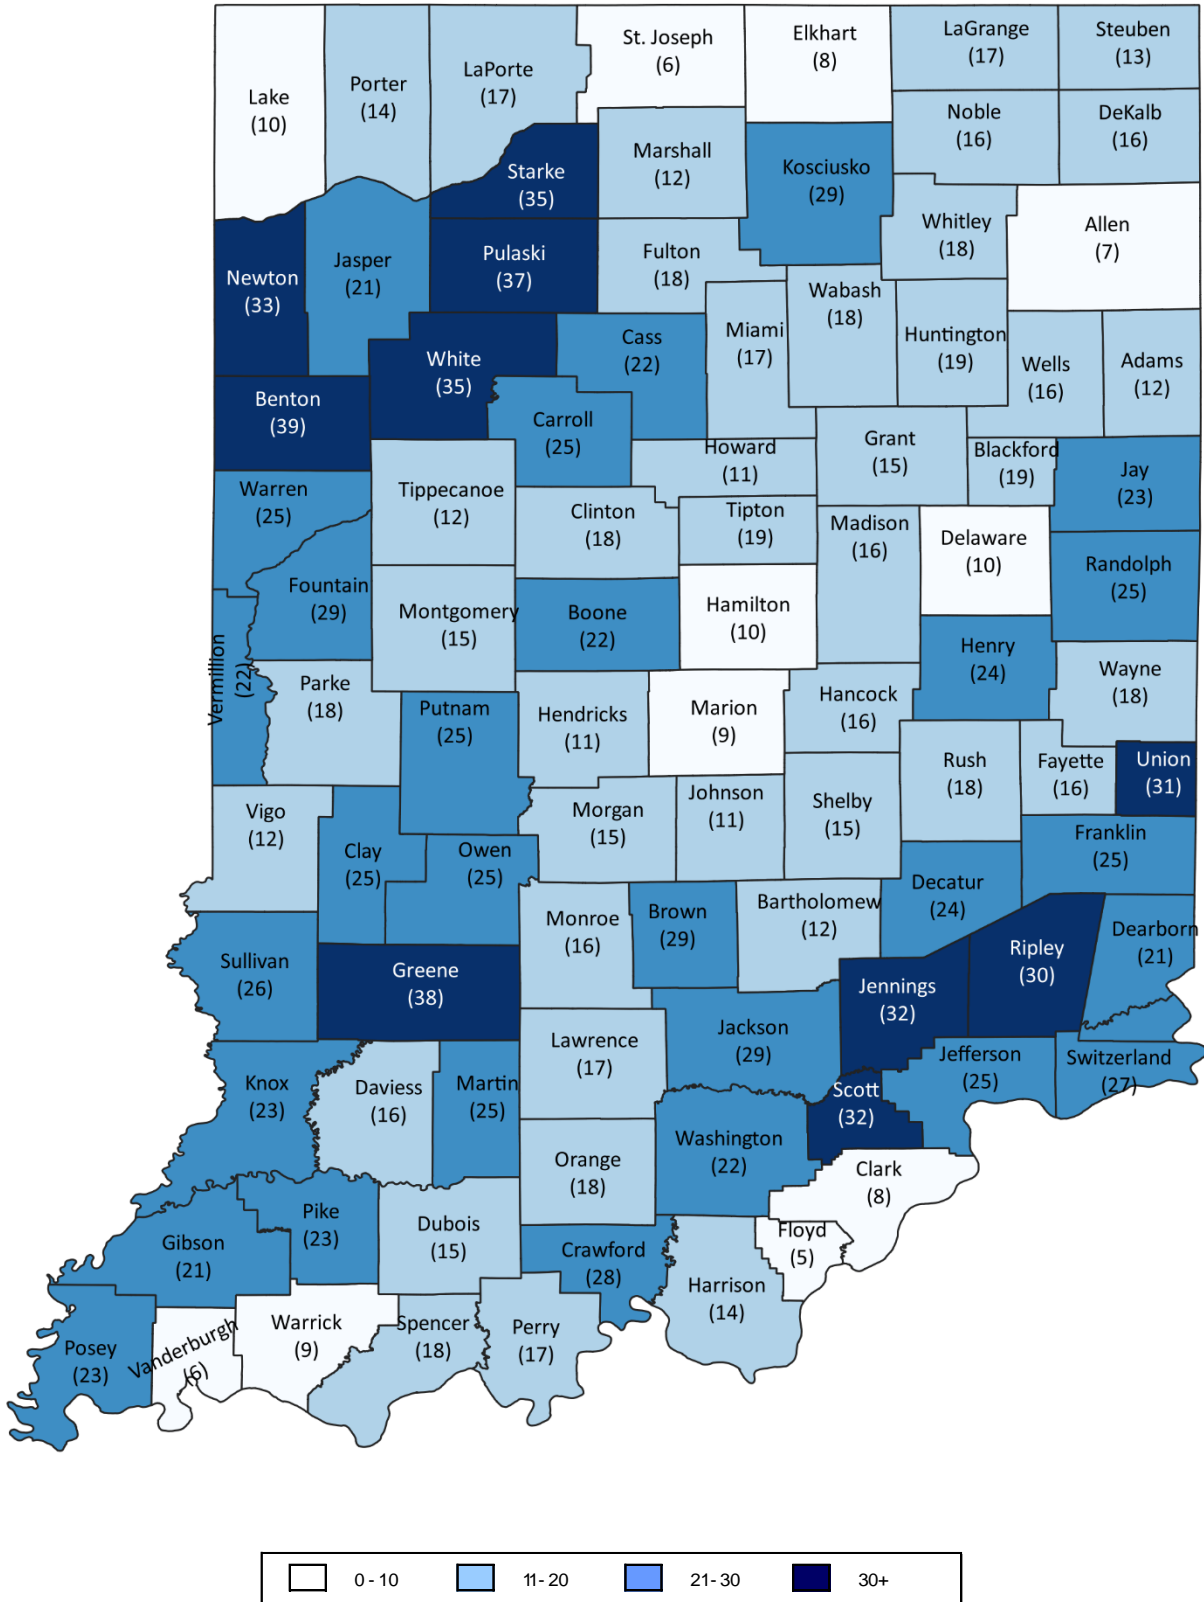 St. Joseph
(6)
Elkhart
(8)
LaGrange
(17)
Steuben
(13)
Lake
(10)
Porter
(14)
LaPorte
(17)
Noble
(16)
DeKalb
(16)
Starke
(35)
Marshall
(12)
Kosciusko
(29)
Whitley
(18)
Allen
(7)
Newton
(33)
Jasper
(21)
Pulaski
(37)
Fulton
(18)
Wabash
(18)
Miami
(17)
Huntington
(19)
Wells
(16)
Adams
(12)
White
(35)
Cass
(22)
Benton
(39)
Carroll
(25)
Howard
(11)
Grant
(15)
Blackford
(19)
Jay
(23)
Warren
(25)
Tippecanoe
(12)
Clinton
(18)
Tipton
(19)
Madison
(16)
Delaware
(10)
Randolph
(25)
Fountain
(29)
Montgomery
(15)
Boone
(22)
Hamilton
(10)
Henry
(24)
Wayne
(18)
Vermillion
(22)
Parke
(18)
Putnam
(25)
Hendricks
(11)
Marion
(9)
Hancock
(16)
Rush
(18)
Fayette
(16)
Union
(31)
Vigo
(12)
Clay
(25)
Owen
(25)
Morgan
(15)
Johnson
(11)
Shelby
(15)
Franklin
(25)
Decatur
(24)
Monroe
(16)
Brown
(29)
Bartholomew
(12)
Dearborn
(21)
Ripley
(30)
Sullivan
(26)
Greene
(38)
Jennings
(32)
Lawrence
(17)
Jackson
(29)
Jefferson
(25)
Switzerland
(27)
Knox
(23)
Daviess
(16)
Martin
(25)
Scott
(32)
Orange
(18)
Washington
(22)
Clark
(8)
Pike
(23)
Dubois
(15)
Gibson
(21)
Crawford
(28)
Floyd
(5)
Harrison
(14)
Posey
(23)
Vanderburgh
(6)
Warrick
(9)
Spencer
(18)
Perry
(17)
0 - 10 11- 20 21- 30 30+